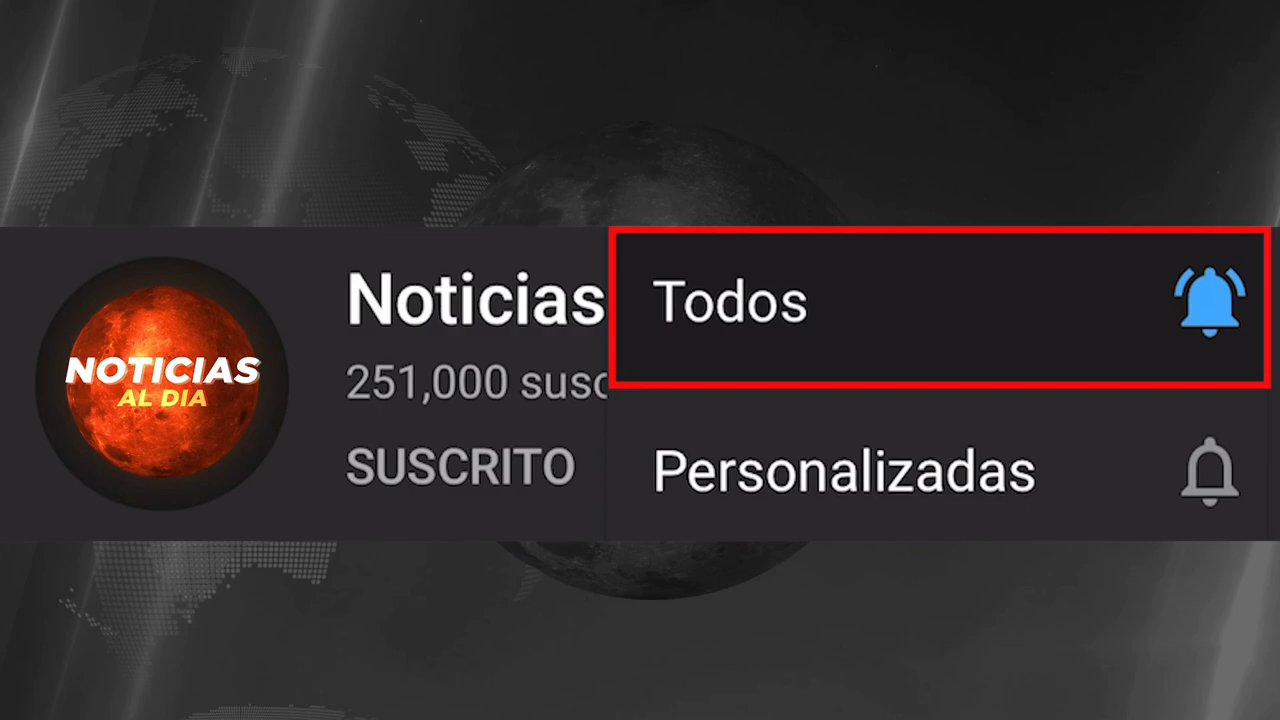 NOTICIAS
AL DIA
Noticias
251,000 susc
SUSCRITO
Todos
Personalizadas